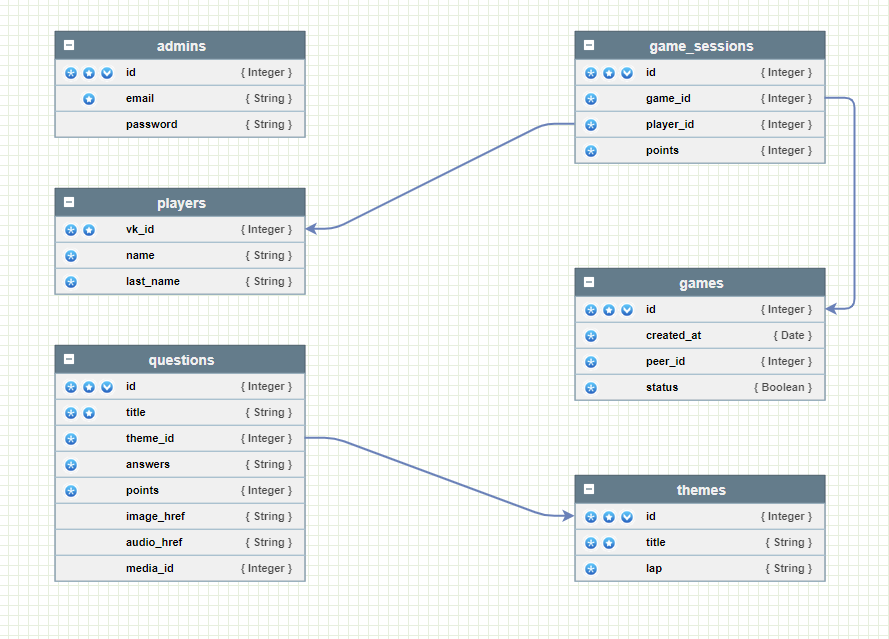 admins
id { Integer }
email { String }
password { String }
players
vk_id { Integer }
name { String }
last_name { String }
questions
id { Integer }
title { String }
theme_id { Integer }
answers { String }
points { Integer }
image_href { String }
audio_href { String }
media_id { Integer }
game_sessions
id { Integer }
game_id { Integer }
player_id { Integer }
points { Integer }
games
id { Integer }
created_at { Date }
peer_id { Integer }
status { Boolean }
themes
id { Integer }
title { String }
lap { String }